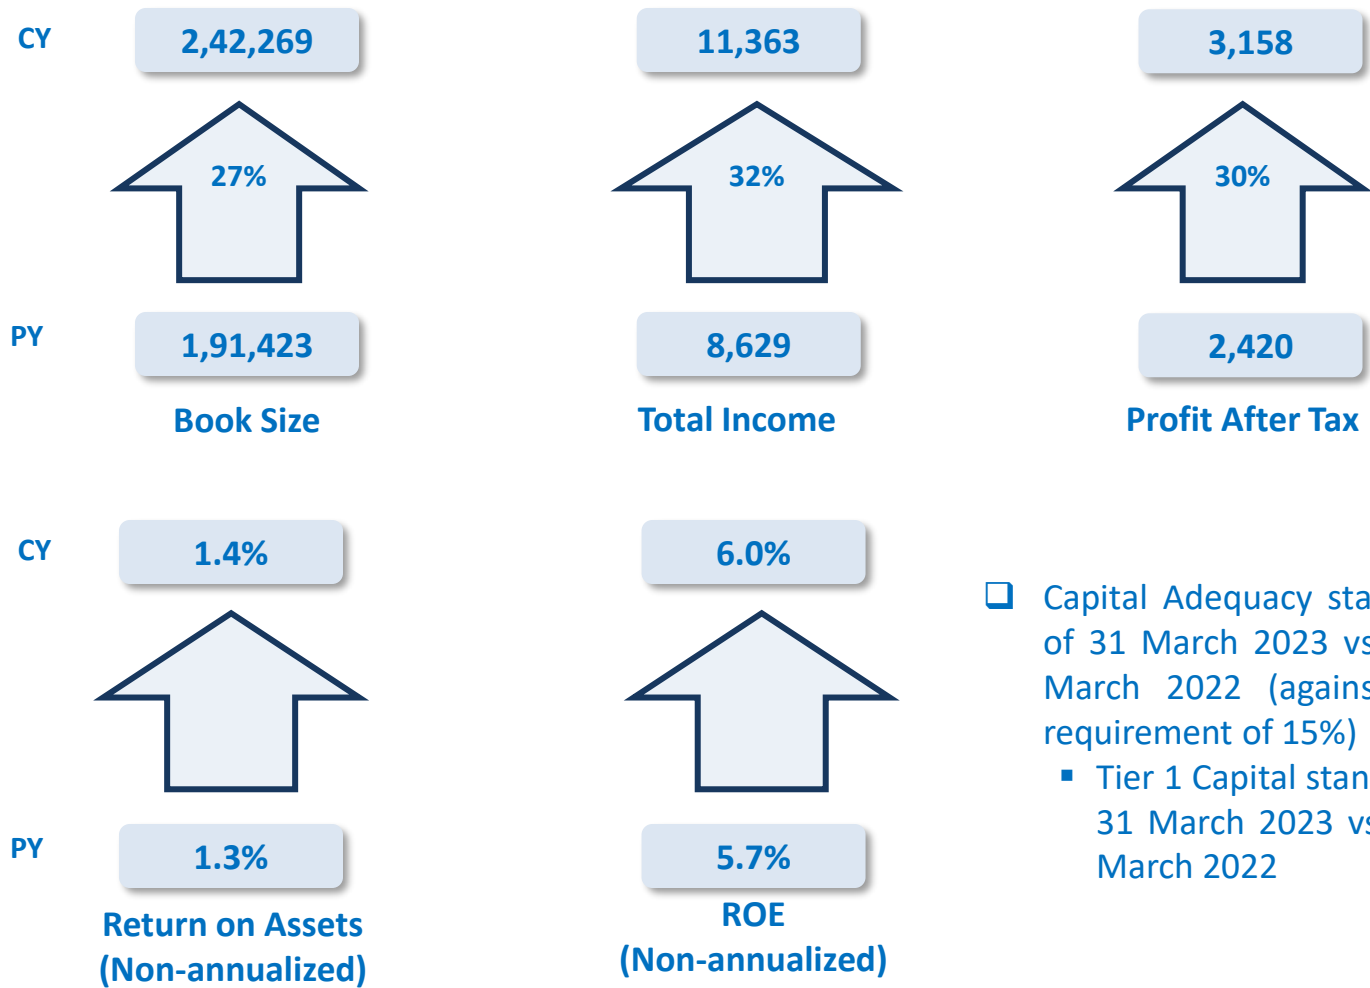 CY
2,42,269
11,363
3,158
27%
32%
30%
PY
1,91,423
8,629
2,420
Book Size
Total Income
Profit After Tax
CY
1.4%
6.0%
PY
1.3%
5.7%
Return on Assets
(Non-annualized)
ROE
(Non-annualized)
Capital Adequacy
of 31 March 2023
March 2022
requirement of 15%)
Tier 1 Capital
31 March 2023
March 2022